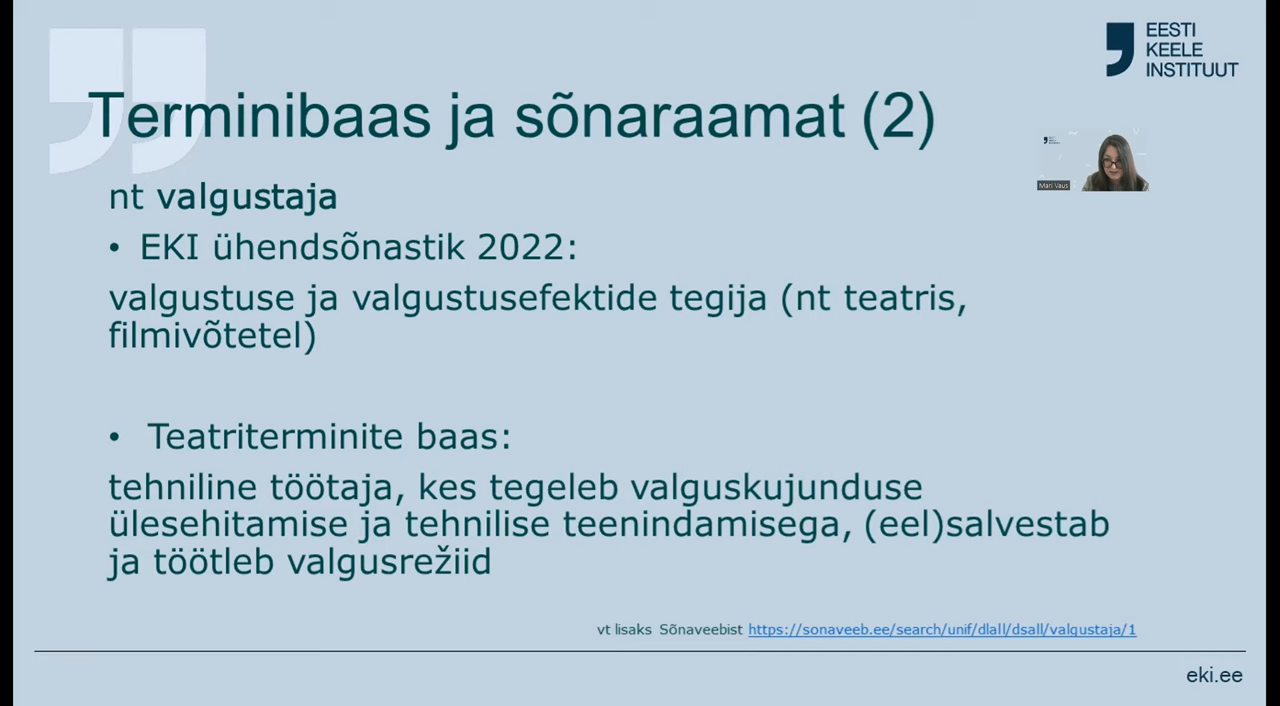 EESTI
KEELE
INSTITUUT
Terminibaas ja sõnaraamat (2)
Mari Vaus
nt valgustaja
• EKI ühendsõnastik 2022:
valgustuse ja valgustusefektide tegija (nt teatris,
filmivõtetel)
• Teatriterminite baas:
tehniline töötaja, kes tegeleb valguskujunduse
ülesehitamise ja tehnilise teenindamisega, (eel)salvestab
ja töötleb valgusrežiid
vt lisaks Sõnaveebist https://sonaveeb.ee/search/unif/dlall/dsall/valgustaja/1
eki.ee